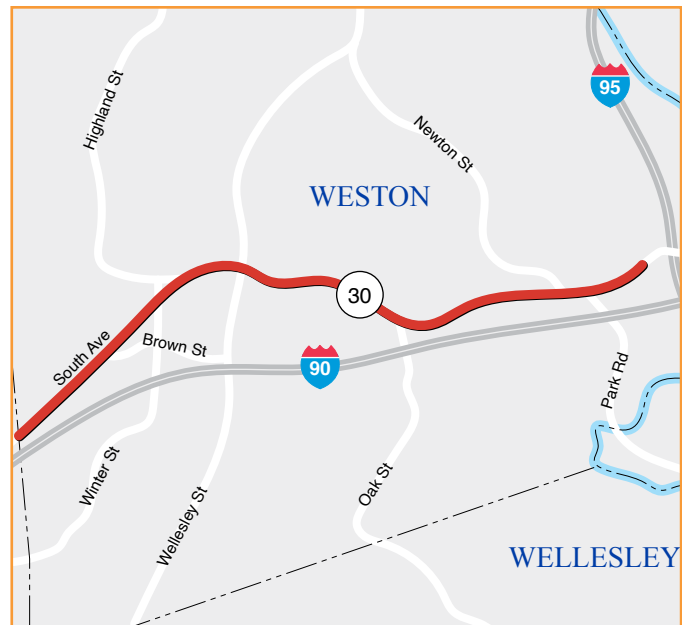 Highland St
95
Newton St
WESTON
30
South Ave
Brown St
90
Park Rd
Winter St
Wellesley St
Oak St
WELLESLEY